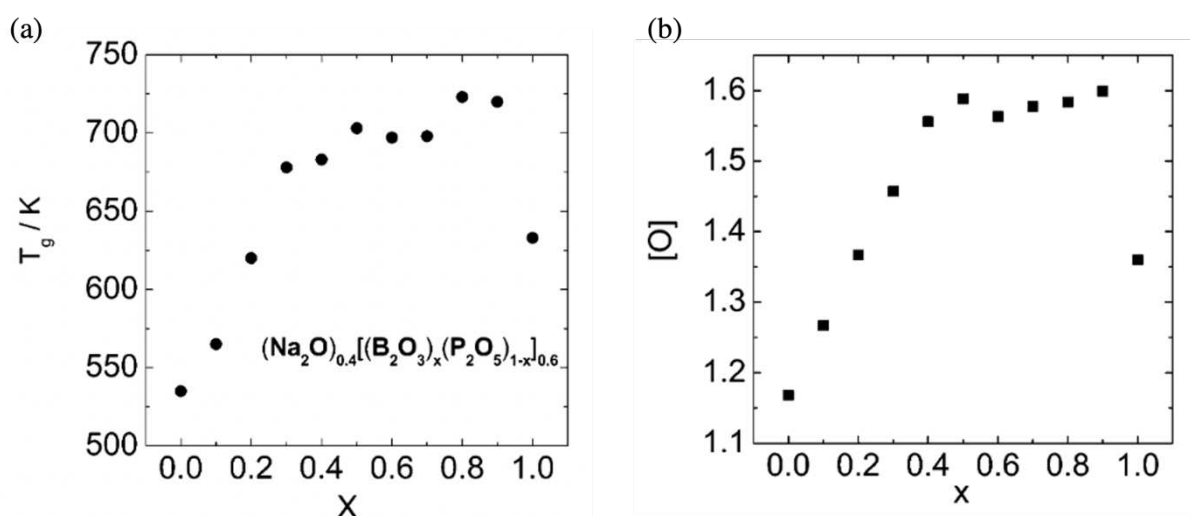 (a)
750
700
650
600
550
500
T_g / K
(Na₂O)₀.₄[(B₂O₃)ₓ(P₂O₅)₁₋ₓ]₀.₆
0.0 0.2 0.4 0.6 0.8 1.0
X
(b)
1.6
1.5
1.4
1.3
1.2
1.1
[O]
0.0 0.2 0.4 0.6 0.8 1.0
x